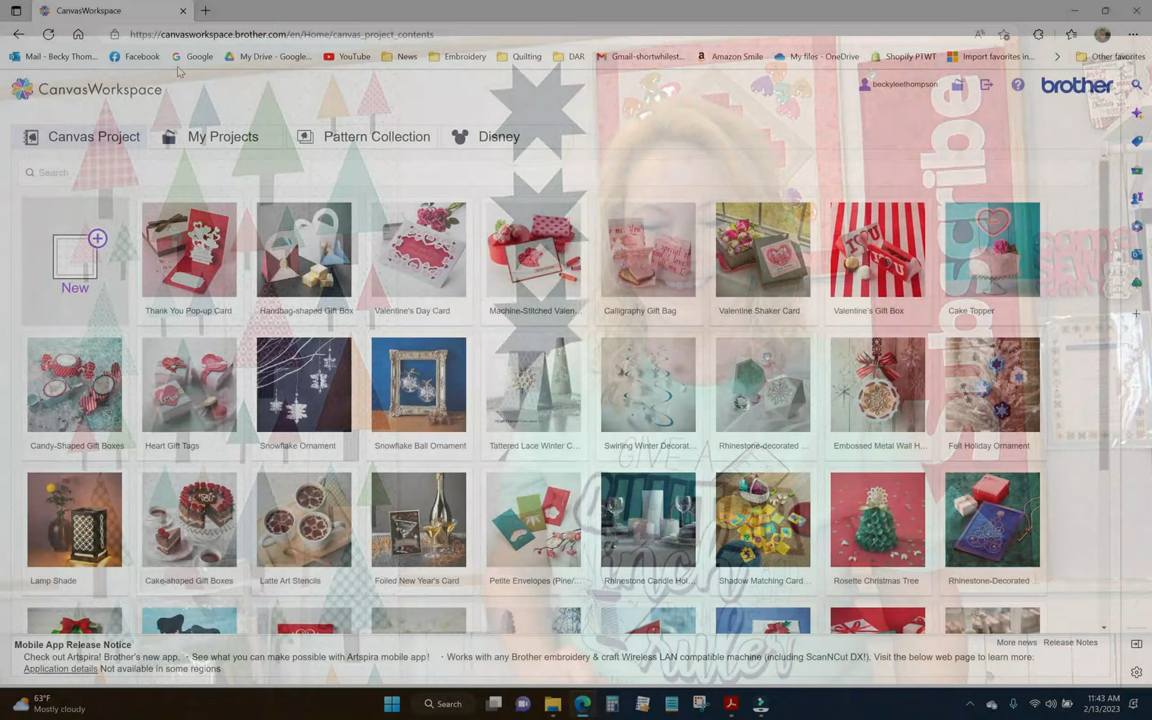 CanvasWorkspace
https://canvasworkspace.brother.com/en/Home/canvas_project_contents
Mail - Becky Thom... Facebook Google My Drive - Google... YouTube News Embroidery Quilting DAR Gmail-shortwhilest... Amazon Smile My files - OneDrive Shopify PTWT Import favorites in... Other favorites
CanvasWorkspace
beckyleethompson
brother
Canvas Project My Projects Pattern Collection Disney
Search
New
Thank You Pop-up Card Handbag-shaped Gift Box Valentine's Day Card Machine-Stitched Valen... Calligraphy Gift Bag Valentine Shaker Card Valentine's Gift Box Cake Topper
Candy-Shaped Gift Boxes Heart Gift Tags Snowflake Ornament Snowflake Ball Ornament Tattered Lace Winter C... Swirling Winter Decorat... Rhinestone-decorated ... Embossed Metal Wall H... Felt Holiday Ornament
Lamp Shade Cake-shaped Gift Boxes Latte Art Stencils Foiled New Year's Card Petite Envelopes (Pine/... Rhinestone Candle Hol... Shadow Matching Card... Rosette Christmas Tree Rhinestone-Decorated ...
subscribe
GIVE A
Mobile App Release Notice
More news Release Notes
Check out Artspira! Brother's new app. ・See what you can make possible with Artspira mobile app! ・Works with any Brother embroidery & craft Wireless LAN compatible machine (including ScanNCut DX!). Visit the below web page to learn more:
Application details Not available in some regions
63°F
Mostly cloudy
Search
11:43 AM
2/13/2023